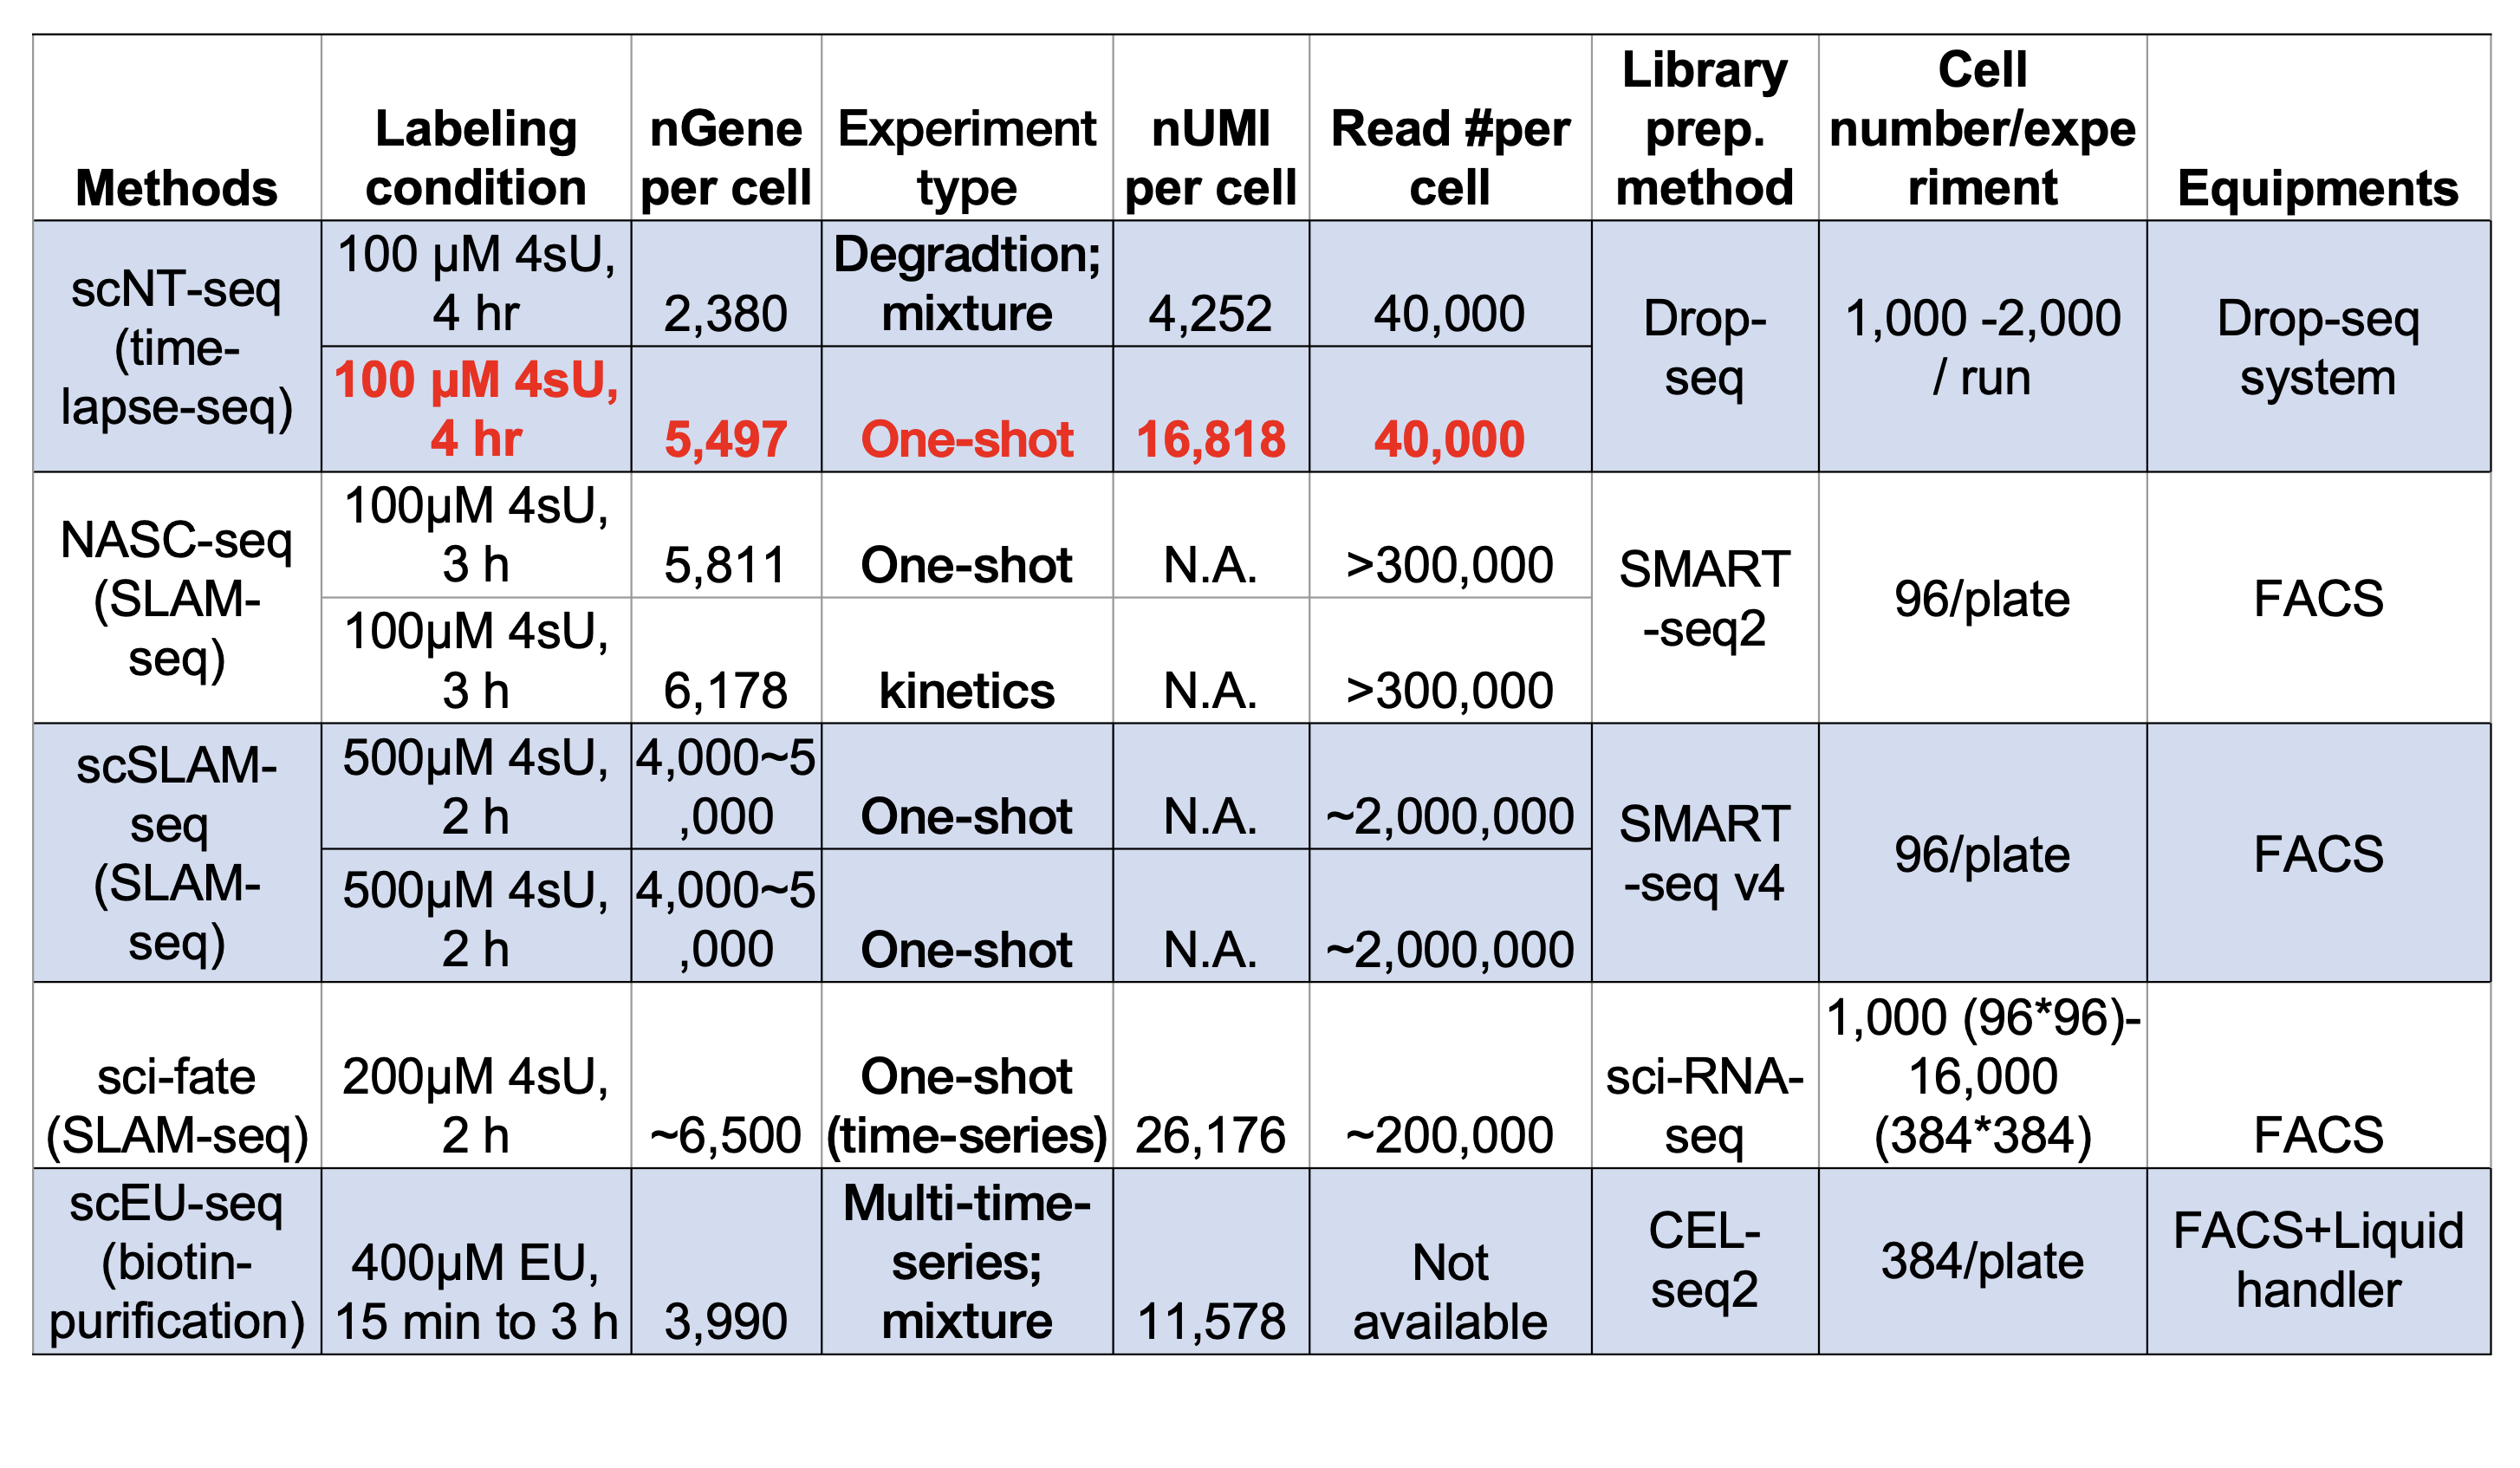 Methods
Labeling
condition
nGene
per cell
Experiment
type
nUMI
per cell
Read #per
cell
Library
prep.
method
Cell
number/expe
riment
Equipments
scNT-seq
(time-
lapse-seq)
100 µM 4sU,
4 hr
2,380
Degradtion;
mixture
4,252
40,000
100 µM 4sU,
4 hr
5,497
One-shot
16,818
40,000
Drop-
seq
1,000 -2,000
/ run
Drop-seq
system
NASC-seq
(SLAM-
seq)
100µM 4sU,
3 h
5,811
One-shot
N.A.
>300,000
100µM 4sU,
3 h
6,178
kinetics
N.A.
>300,000
SMART
-seq2
96/plate
FACS
scSLAM-
seq
(SLAM-
seq)
500µM 4sU,
2 h
4,000~5
,000
One-shot
N.A.
~2,000,000
500µM 4sU,
2 h
4,000~5
,000
One-shot
N.A.
~2,000,000
SMART
-seq v4
96/plate
FACS
sci-fate
(SLAM-seq)
200µM 4sU,
2 h
~6,500
One-shot
(time-series)
26,176
~200,000
sci-RNA-
seq
1,000 (96*96)-
16,000
(384*384)
FACS
scEU-seq
(biotin-
purification)
400µM EU,
15 min to 3 h
3,990
Multi-time-
series;
mixture
11,578
Not
available
CEL-
seq2
384/plate
FACS+Liquid
handler